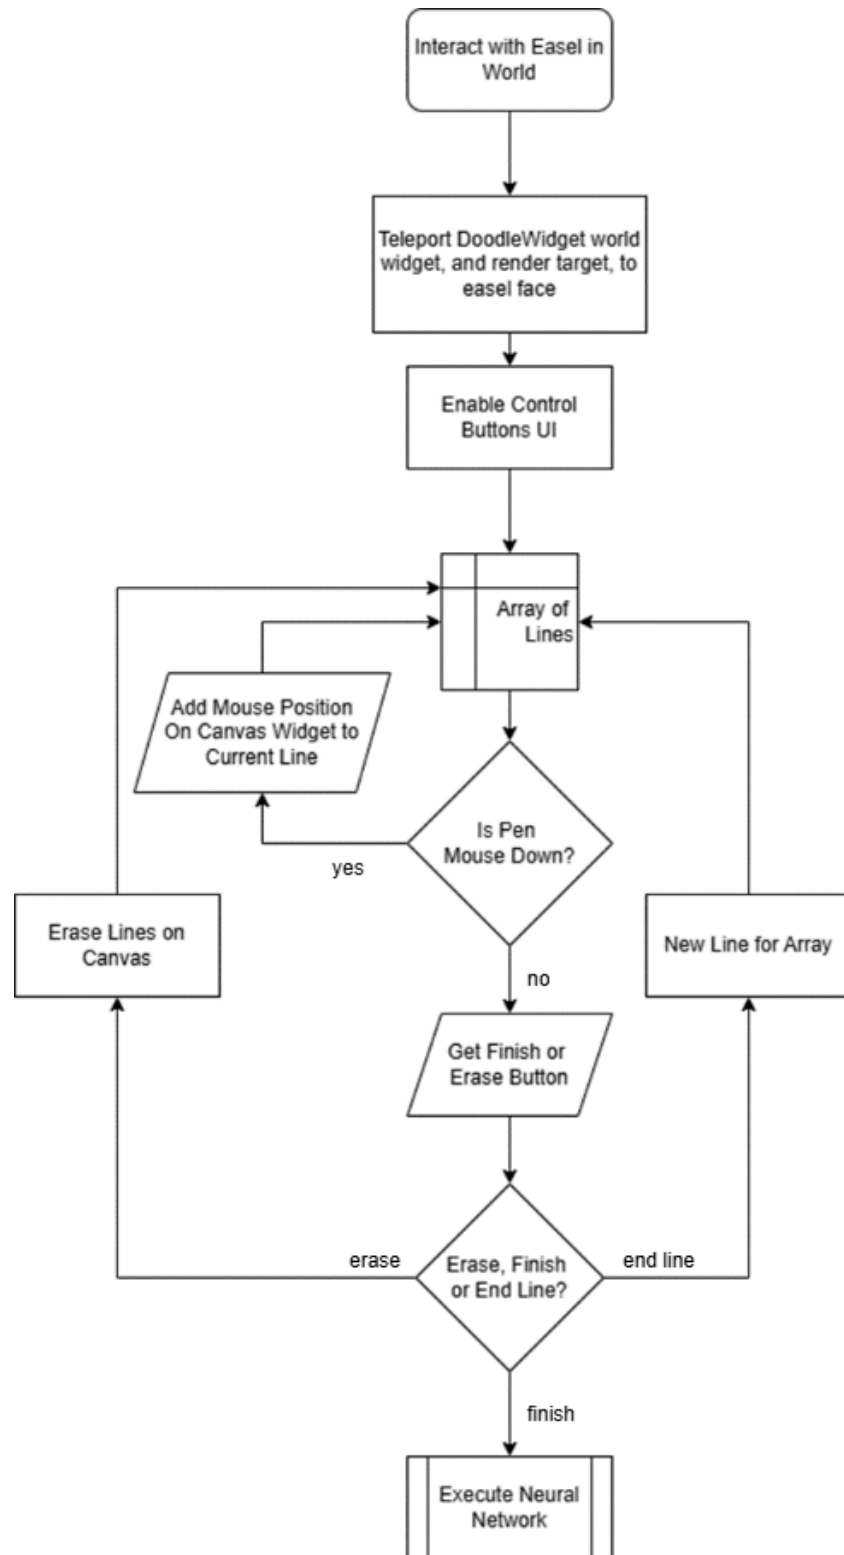 Interact with Easel in
World
Teleport DoodleWidget world
widget, and render target, to
easel face
Enable Control
Buttons UI
Array of
Lines
Add Mouse Position
On Canvas Widget to
Current Line
Is Pen
Mouse Down?
yes
Erase Lines on
Canvas
New Line for Array
no
Get Finish or
Erase Button
erase
Erase, Finish
or End Line?
end line
finish
Execute Neural
Network